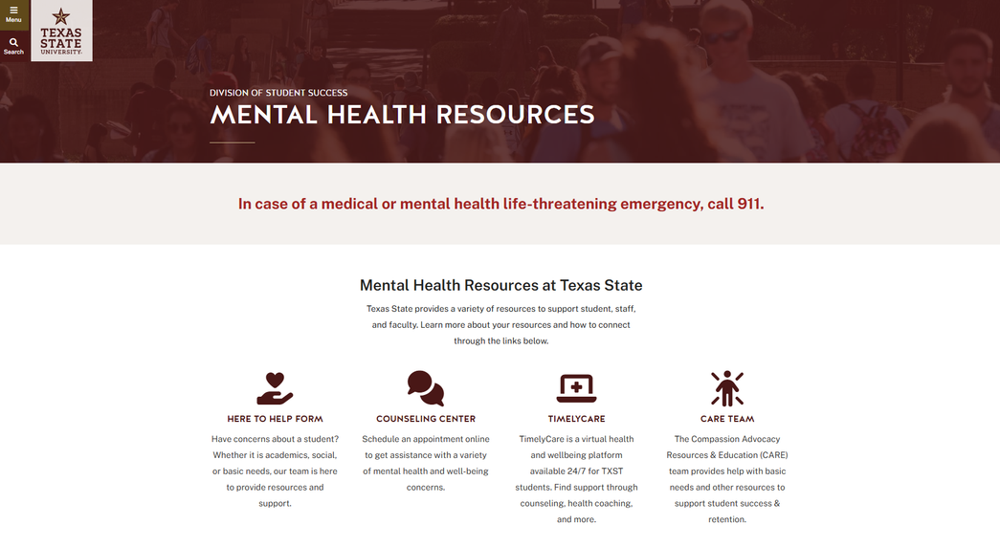 Menu
Search
TEXAS
STATE
UNIVERSITY.
DIVISION OF STUDENT SUCCESS
MENTAL HEALTH RESOURCES
In case of a medical or mental health life-threatening emergency, call 911.
Mental Health Resources at Texas State
Texas State provides a variety of resources to support student, staff,
and faculty. Learn more about your resources and how to connect
through the links below.
HERE TO HELP FORM
Have concerns about a student?
Whether it is academics, social,
or basic needs, our team is here
to provide resources and
support.
COUNSELING CENTER
Schedule an appointment online
to get assistance with a variety
of mental health and well-being
concerns.
TIMELYCARE
TimelyCare is a virtual health
and wellbeing platform
available 24/7 for TXST
students. Find support through
counseling, health coaching,
and more.
CARE TEAM
The Compassion Advocacy
Resources & Education (CARE)
team provides help with basic
needs and other resources to
support student success &
retention.